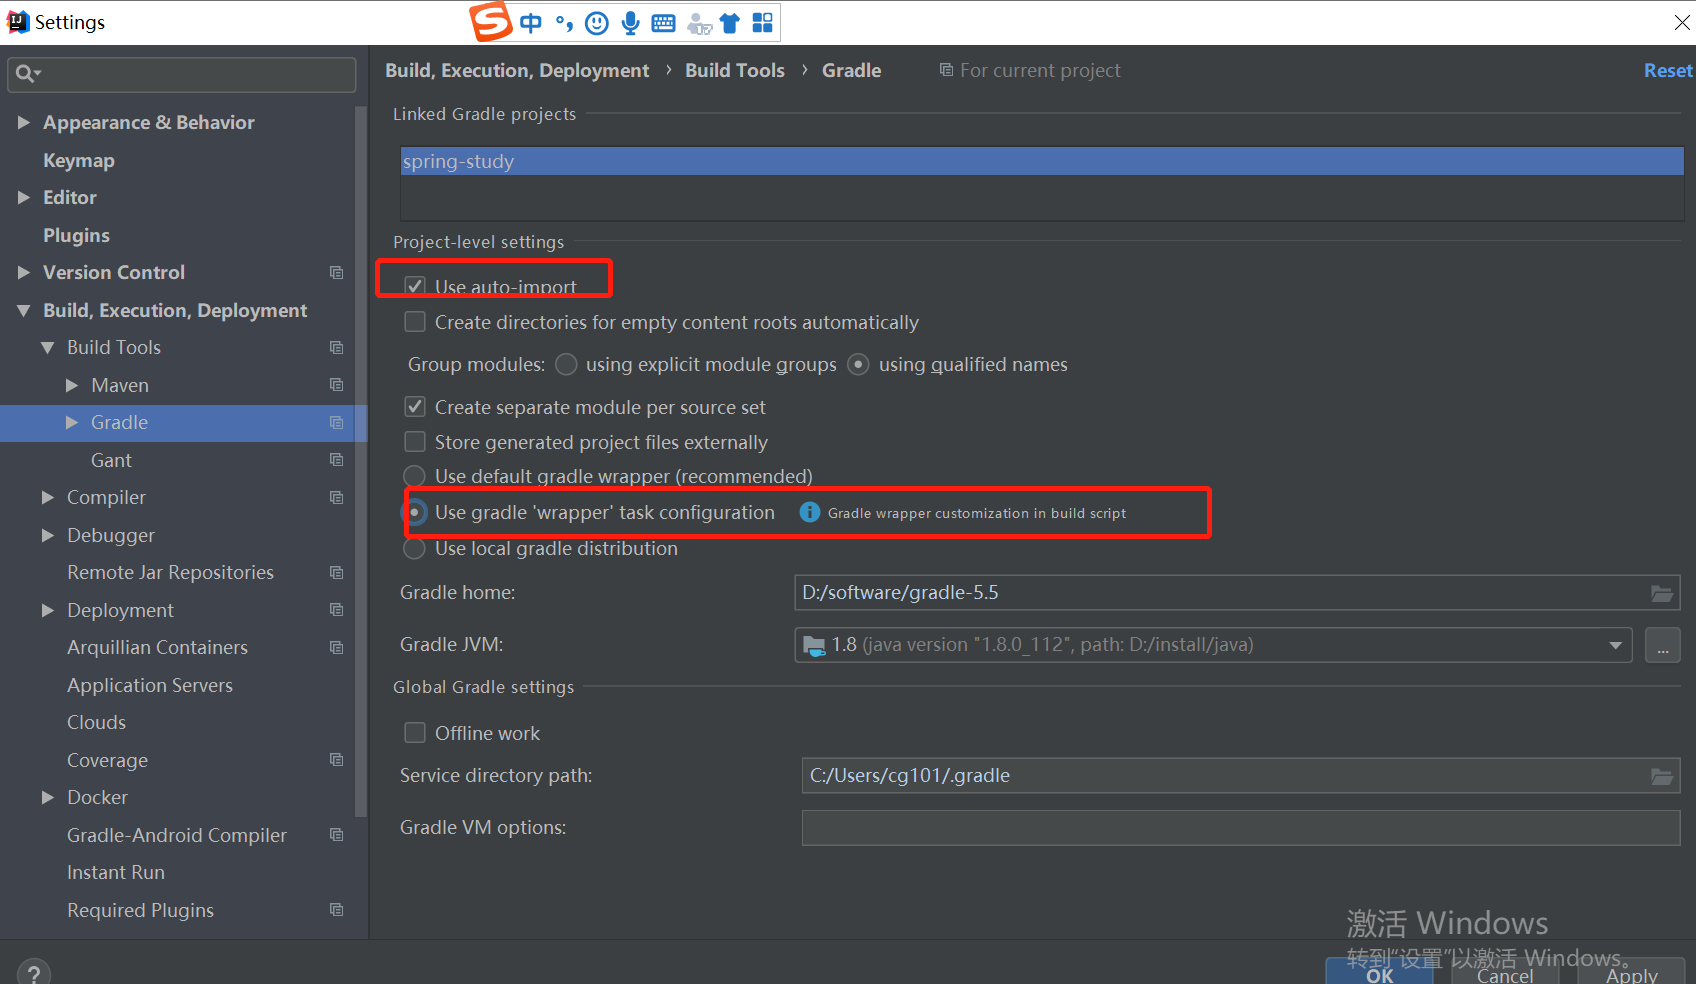 Settings
中
Build, Execution, Deployment › Build Tools › Gradle For current project Reset
Linked Gradle projects
spring-study
Project-level settings
Use auto-import
Create directories for empty content roots automatically
Group modules: using explicit module groups using qualified names
Create separate module per source set
Store generated project files externally
Use default gradle wrapper (recommended)
Use gradle 'wrapper' task configuration Gradle wrapper customization in build script
Use local gradle distribution
Gradle home: D:/software/gradle-5.5
Gradle JVM: 1.8 (java version "1.8.0_112", path: D:/install/java) ...
Global Gradle settings
Offline work
Service directory path: C:/Users/cg101/.gradle
Gradle VM options:
Appearance & Behavior
Keymap
Editor
Plugins
Version Control
Build, Execution, Deployment
Build Tools
Maven
Gradle
Gant
Compiler
Debugger
Remote Jar Repositories
Deployment
Arquillian Containers
Application Servers
Clouds
Coverage
Docker
Gradle-Android Compiler
Instant Run
Required Plugins
激活 Windows
转到“设置”以激活 Windows。
?
OK Cancel Apply